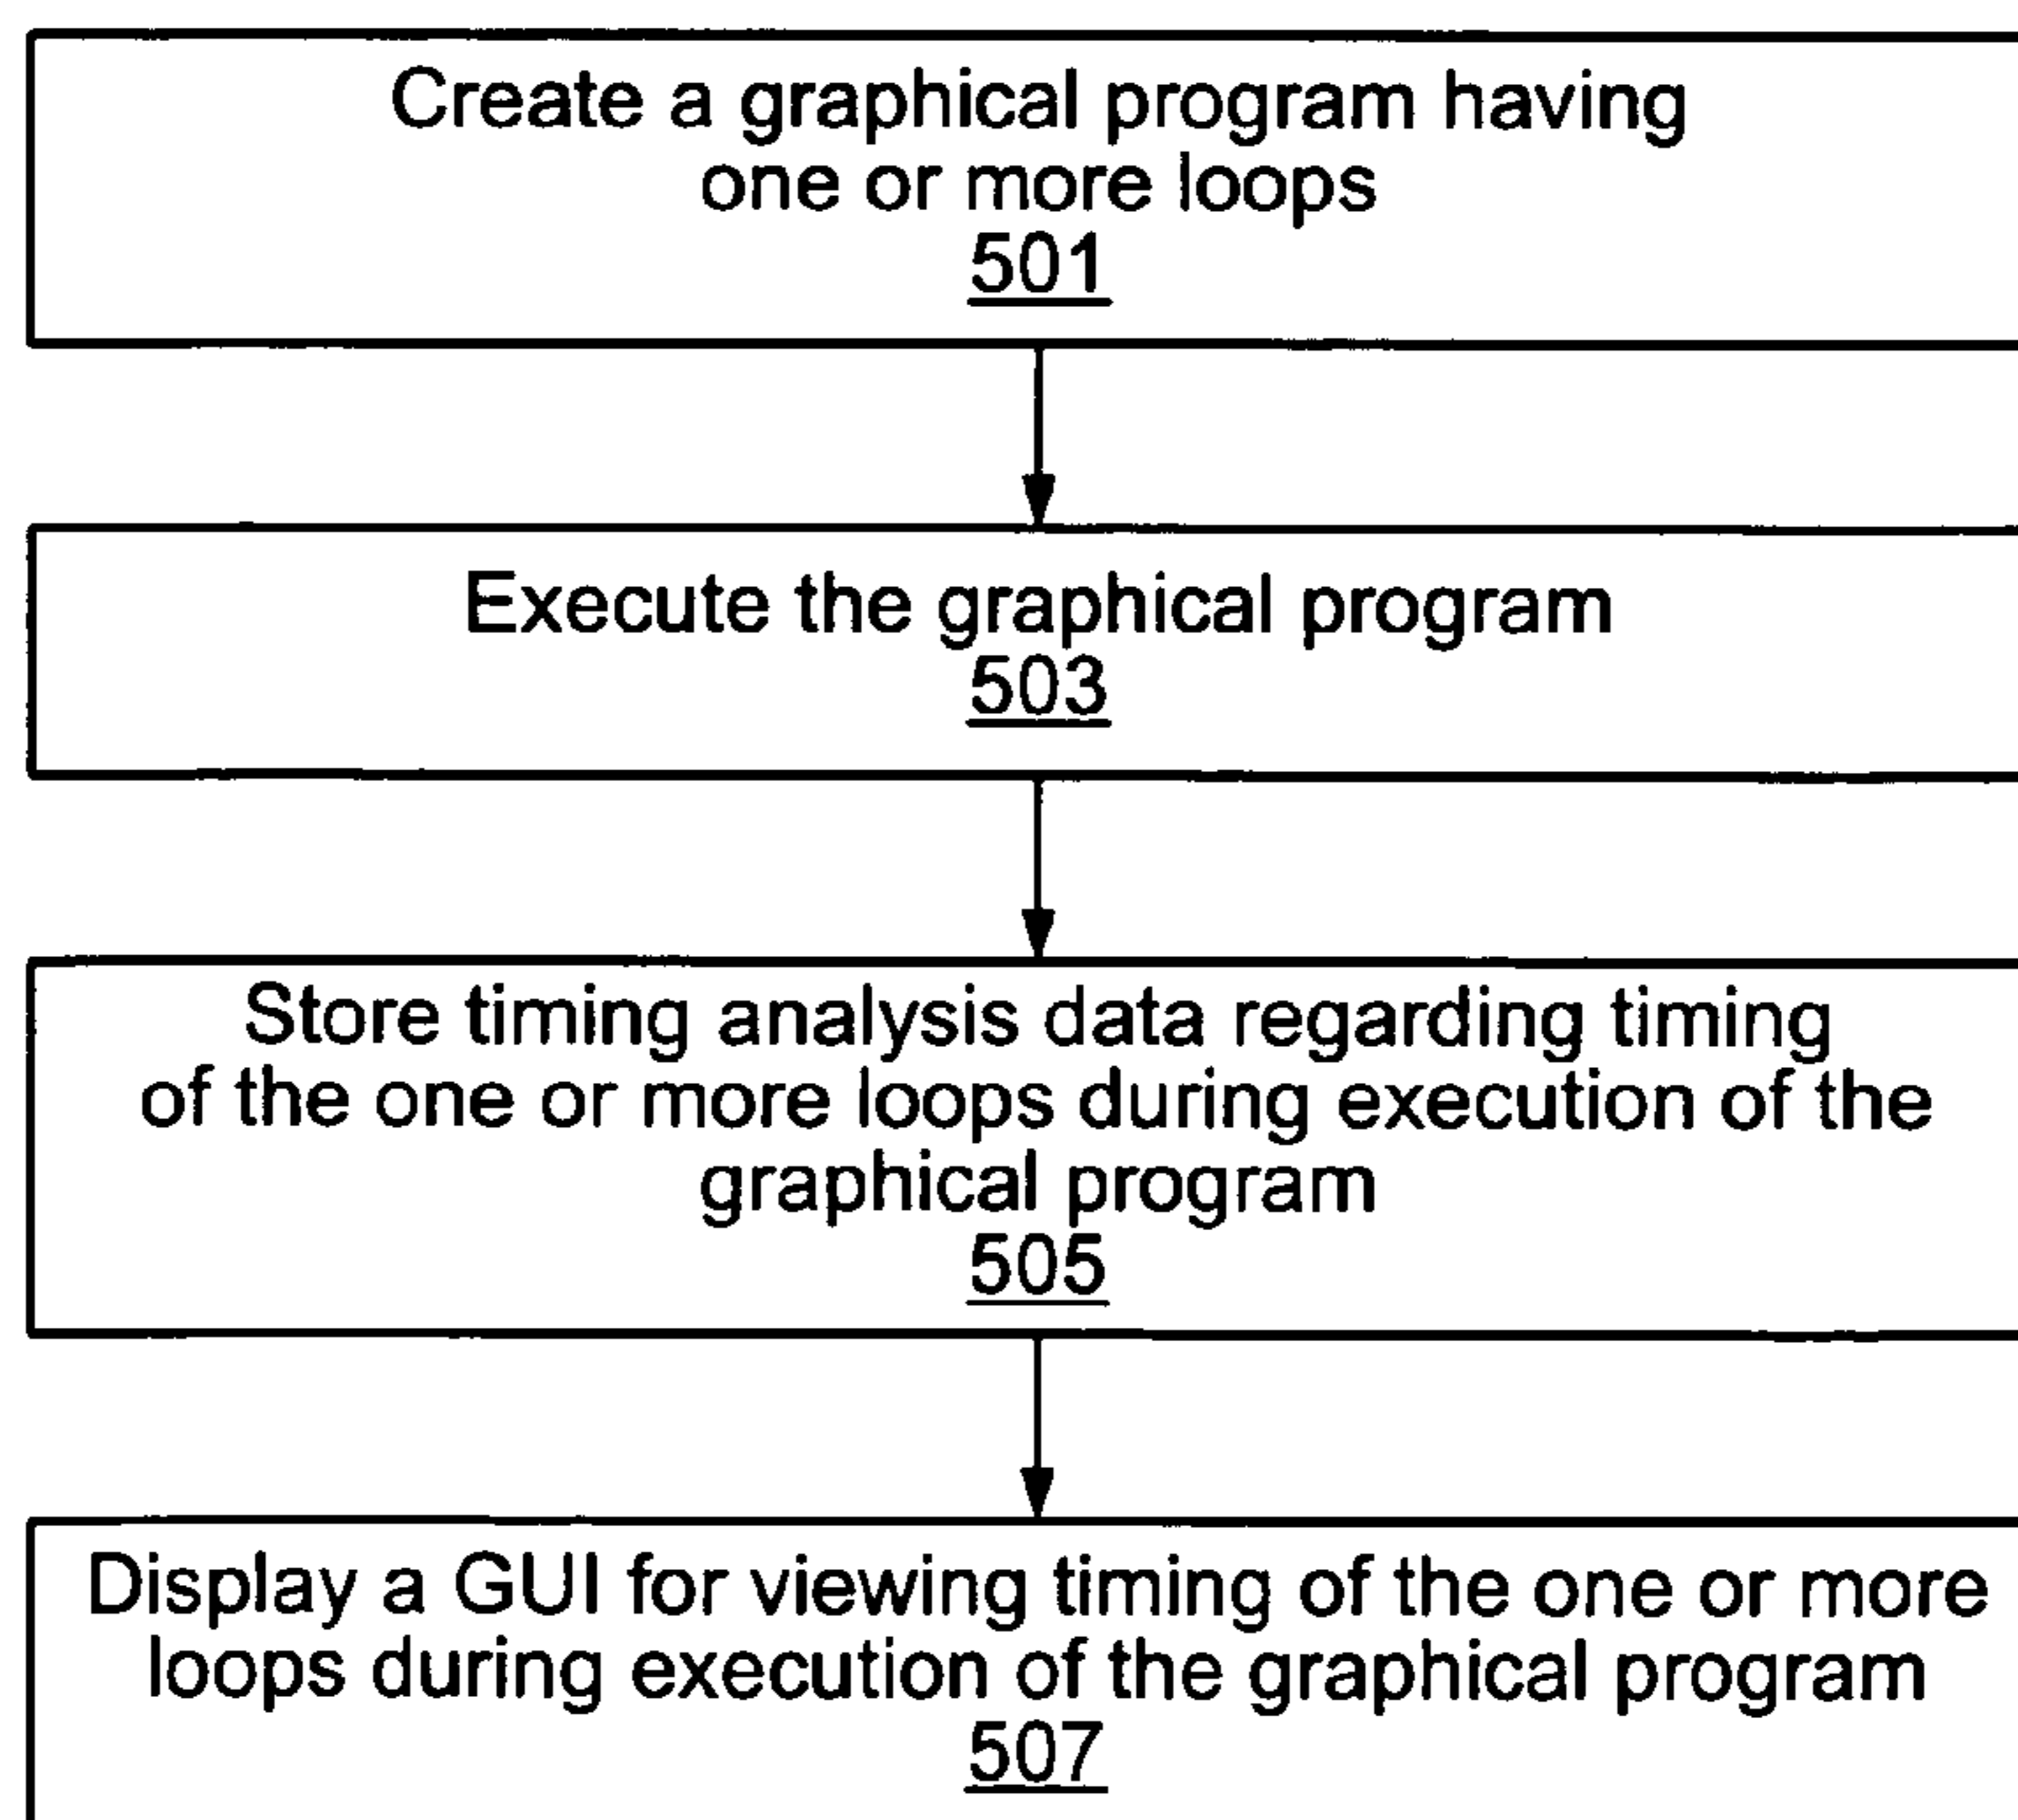 Create a graphical program having
one or more loops
501
Execute the graphical program
503
Store timing analysis data regarding timing
of the one or more loops during execution of the
graphical program
505
Display a GUI for viewing timing of the one or more
loops during execution of the graphical program
507